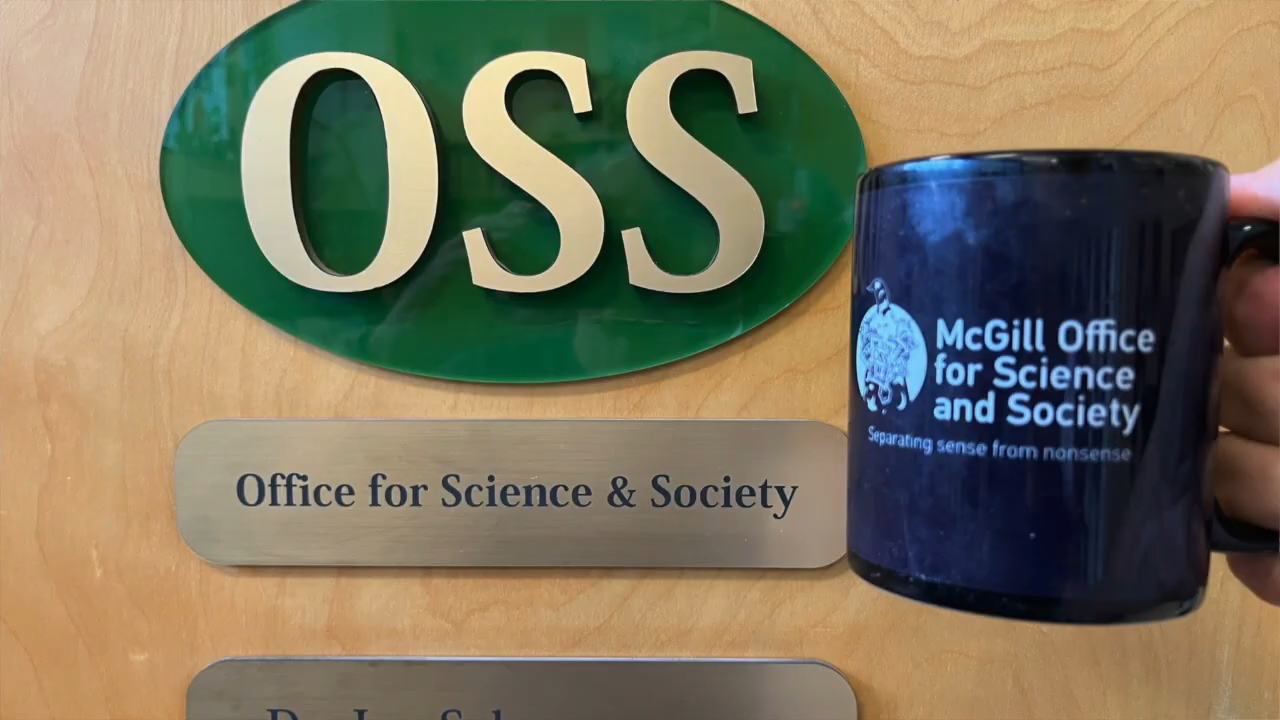 OSS
Office for Science & Society
McGill Office
for Science
and Society
Separating sense from nonsense